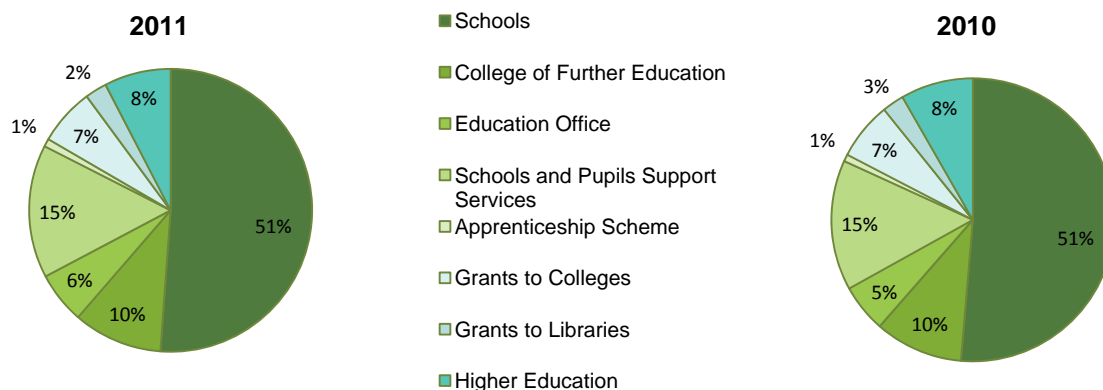 2011
2%
8%
1%
7%
15%
51%
6%
10%
Schools
College of Further Education
Education Office
Schools and Pupils Support
Services
Apprenticeship Scheme
Grants to Colleges
Grants to Libraries
Higher Education
2010
3%
8%
1%
7%
15%
51%
5%
10%